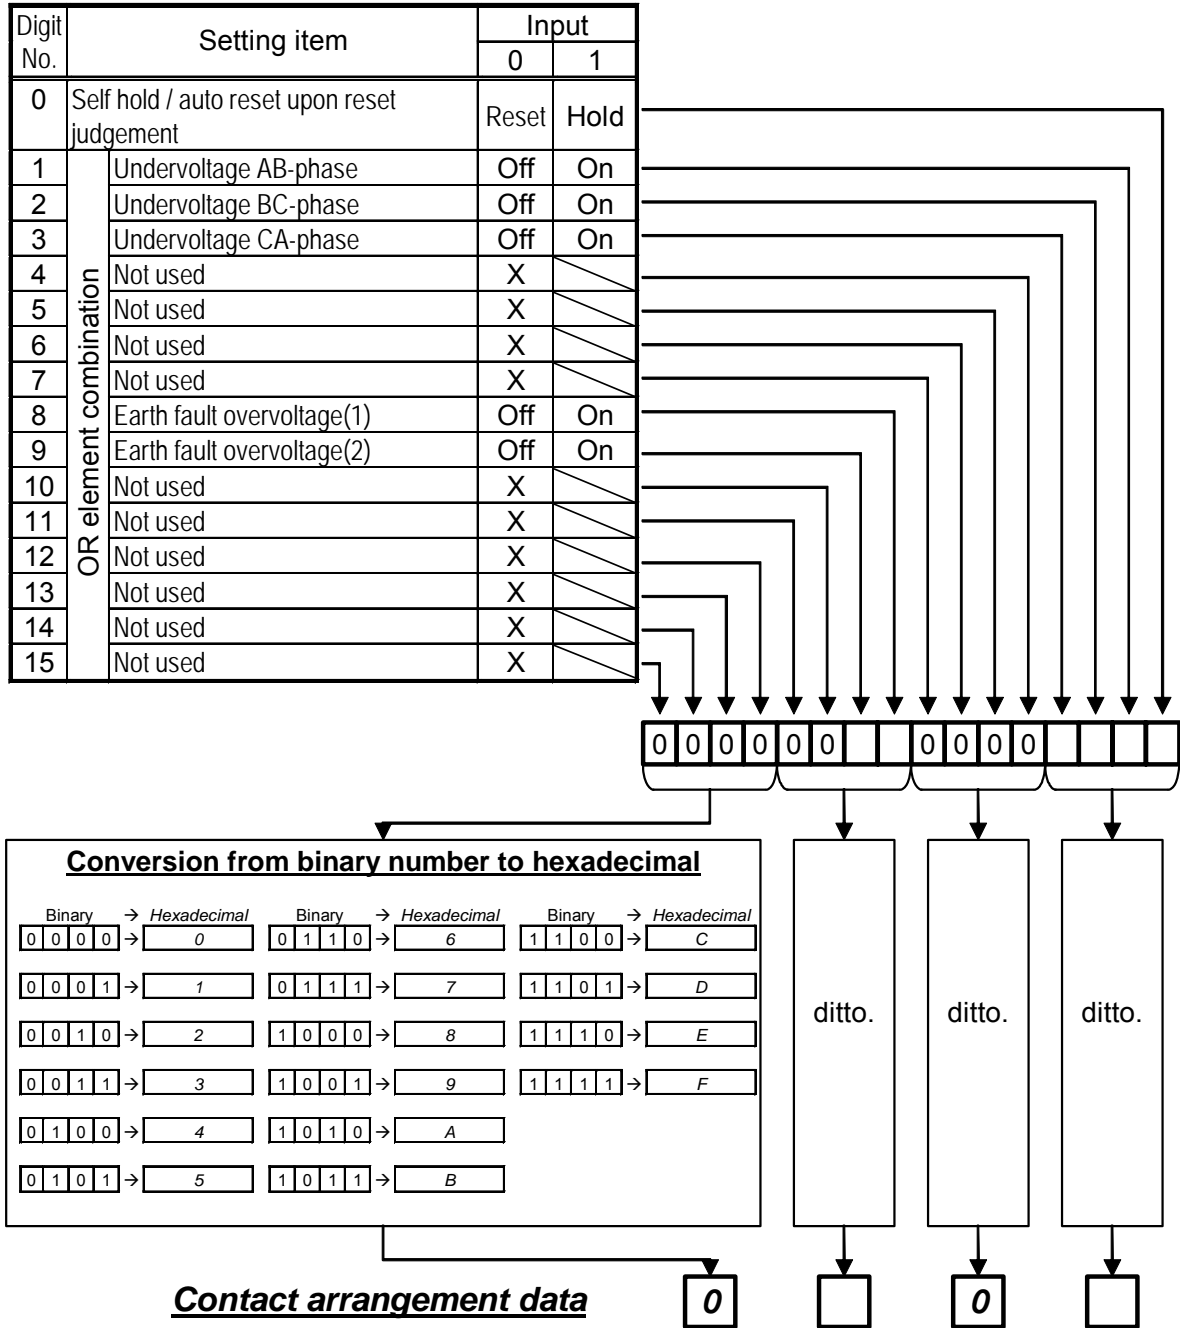 Digit No. Setting item Input
0 1
0 Self hold / auto reset upon reset judgement Reset Hold
OR element combination
1 Undervoltage AB-phase Off On
2 Undervoltage BC-phase Off On
3 Undervoltage CA-phase Off On
4 Not used X
5 Not used X
6 Not used X
7 Not used X
8 Earth fault overvoltage(1) Off On
9 Earth fault overvoltage(2) Off On
10 Not used X
11 Not used X
12 Not used X
13 Not used X
14 Not used X
15 Not used X
0 0 0 0 0 0 0 0 0 0
Conversion from binary number to hexadecimal
Binary → Hexadecimal Binary → Hexadecimal Binary → Hexadecimal
0 0 0 0 → 0 0 1 1 0 → 6 1 1 0 0 → C
0 0 0 1 → 1 0 1 1 1 → 7 1 1 0 1 → D
0 0 1 0 → 2 1 0 0 0 → 8 1 1 1 0 → E
0 0 1 1 → 3 1 0 0 1 → 9 1 1 1 1 → F
0 1 0 0 → 4 1 0 1 0 → A
0 1 0 1 → 5 1 0 1 1 → B
ditto. ditto. ditto.
Contact arrangement data 0 0